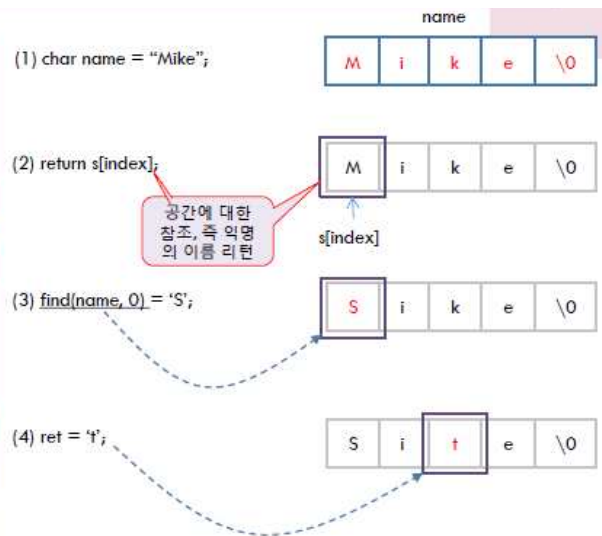 name
(1) char name = “Mike”;
M i k e \0
(2) return s[index];
M i k e \0
공간에 대한
참조, 즉 익명
의 이름 리턴
s[index]
(3) find(name, 0) = ‘S’;
S i k e \0
(4) ret = ‘t’;
S i t e \0